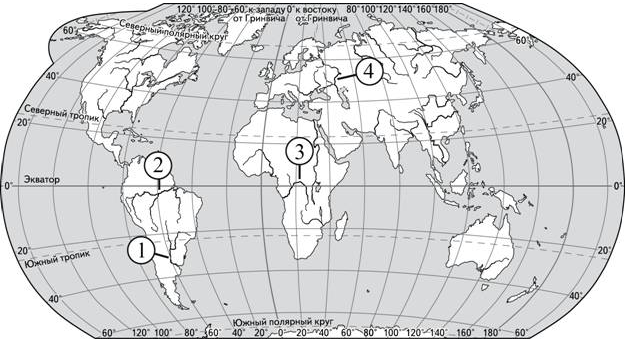 120° 100° 80° 60° к западу 0° к востоку 80° 100° 120° 140° 160° 180°
от Гринвича от Гринвича
Северный полярный круг
60° 60°
4
40° 40°
Северный тропик
20° 20°
3
2
Экватор
0° 0°
1
20° 20°
Южный тропик
40° 40°
Южный полярный круг
60° 120° 100° 80° 60° 40° 20° 0° 20° 40° 60° 80° 100° 120° 140° 60°